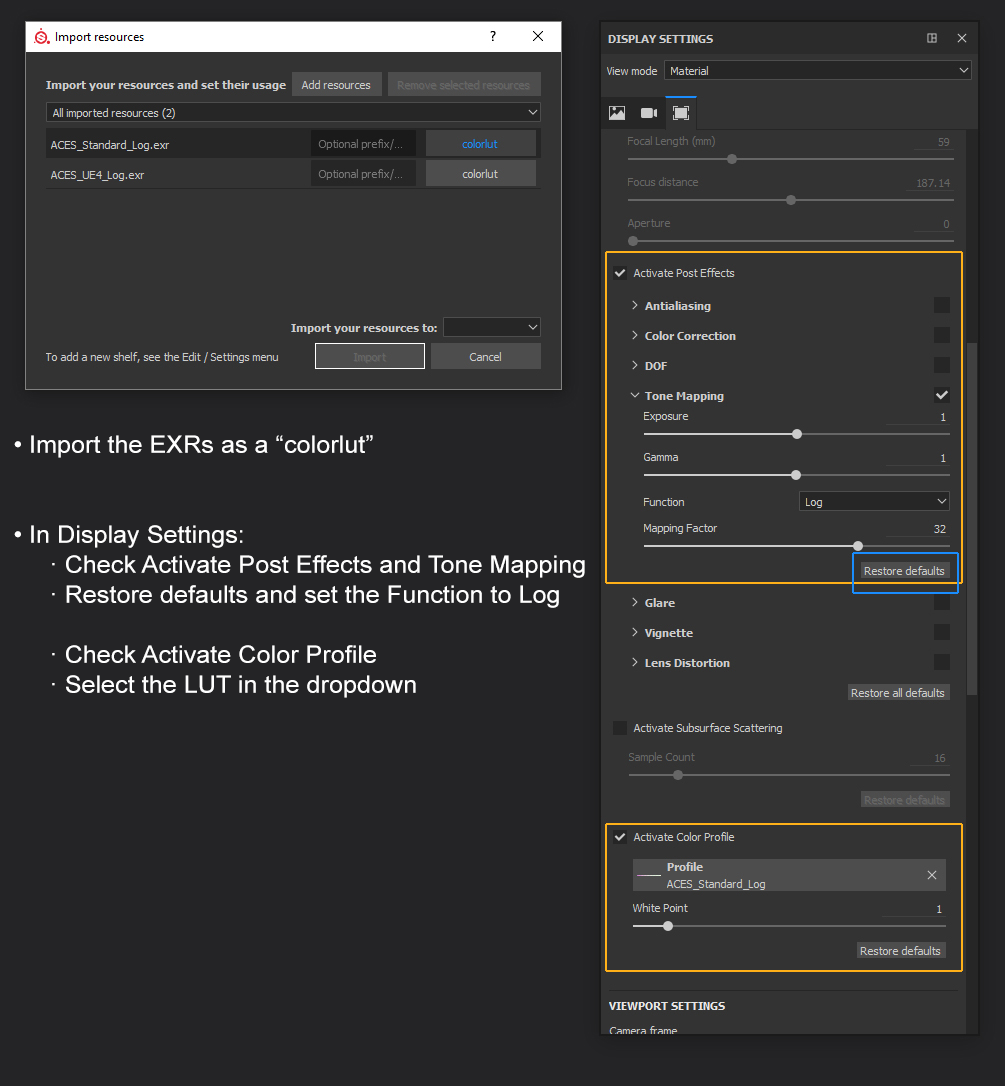 Import resources
?
Import your resources and set their usage
Add resources
Remove selected resources
All imported resources (2)
ACES_Standard_Log.exr
Optional prefix/...
colorlut
ACES_UE4_Log.exr
Optional prefix/...
colorlut
Import your resources to:
To add a new shelf, see the Edit / Settings menu
Import
Cancel
• Import the EXRs as a “colorlut”
• In Display Settings:
· Check Activate Post Effects and Tone Mapping
· Restore defaults and set the Function to Log
· Check Activate Color Profile
· Select the LUT in the dropdown
DISPLAY SETTINGS
View mode
Material
Focal Length (mm)
59
Focus distance
187.14
Aperture
0
Activate Post Effects
Antialiasing
Color Correction
DOF
Tone Mapping
Exposure
1
Gamma
1
Function
Log
Mapping Factor
32
Restore defaults
Glare
Vignette
Lens Distortion
Restore all defaults
Activate Subsurface Scattering
Sample Count
16
Restore defaults
Activate Color Profile
Profile
ACES_Standard_Log
White Point
1
Restore defaults
VIEWPORT SETTINGS
Camera frame